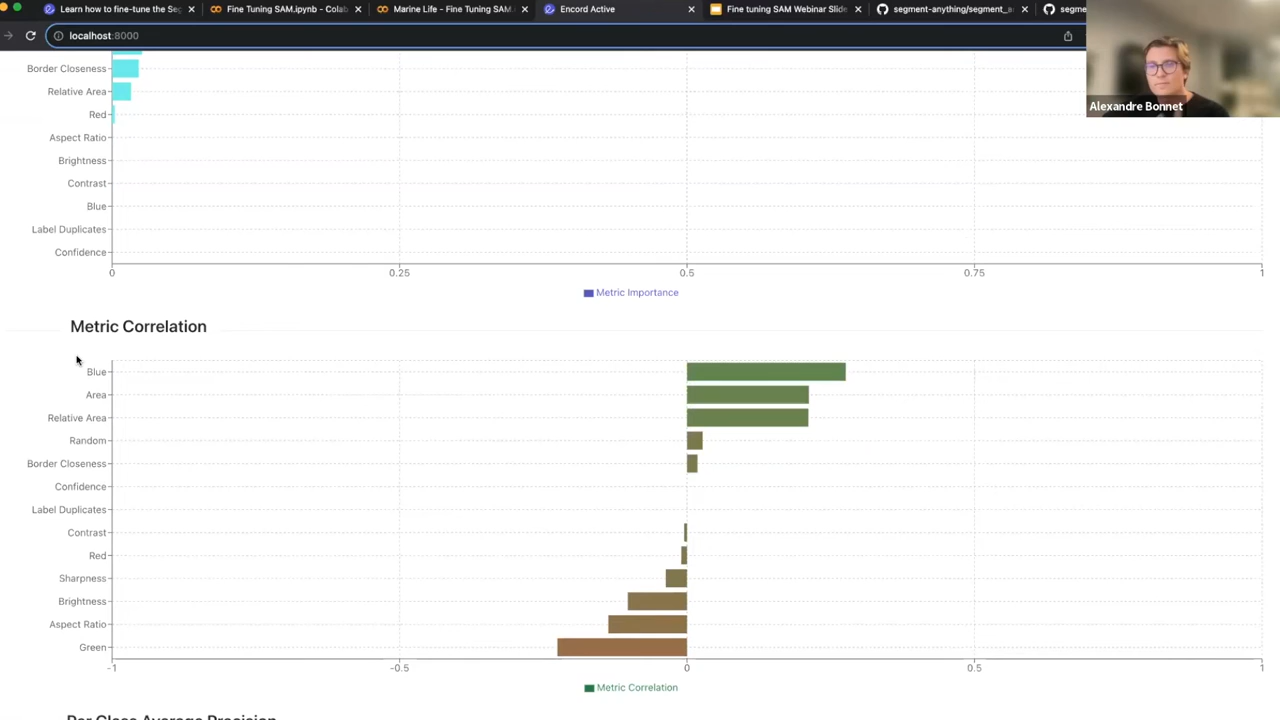 Learn how to fine-tune the Seg
Fine Tuning SAM.ipynb - Colab
Marine Life - Fine Tuning SAM.
Encord Active
Fine tuning SAM Webinar Slide
segment-anything/segment_a
segme
localhost:8000
Alexandre Bonnet
Border Closeness
Relative Area
Red
Aspect Ratio
Brightness
Contrast
Blue
Label Duplicates
Confidence
0 0.25 0.5 0.75 1
Metric Importance
Metric Correlation
Blue
Area
Relative Area
Random
Border Closeness
Confidence
Label Duplicates
Contrast
Red
Sharpness
Brightness
Aspect Ratio
Green
-1 -0.5 0 0.5 1
Metric Correlation
Per Class Average Precision